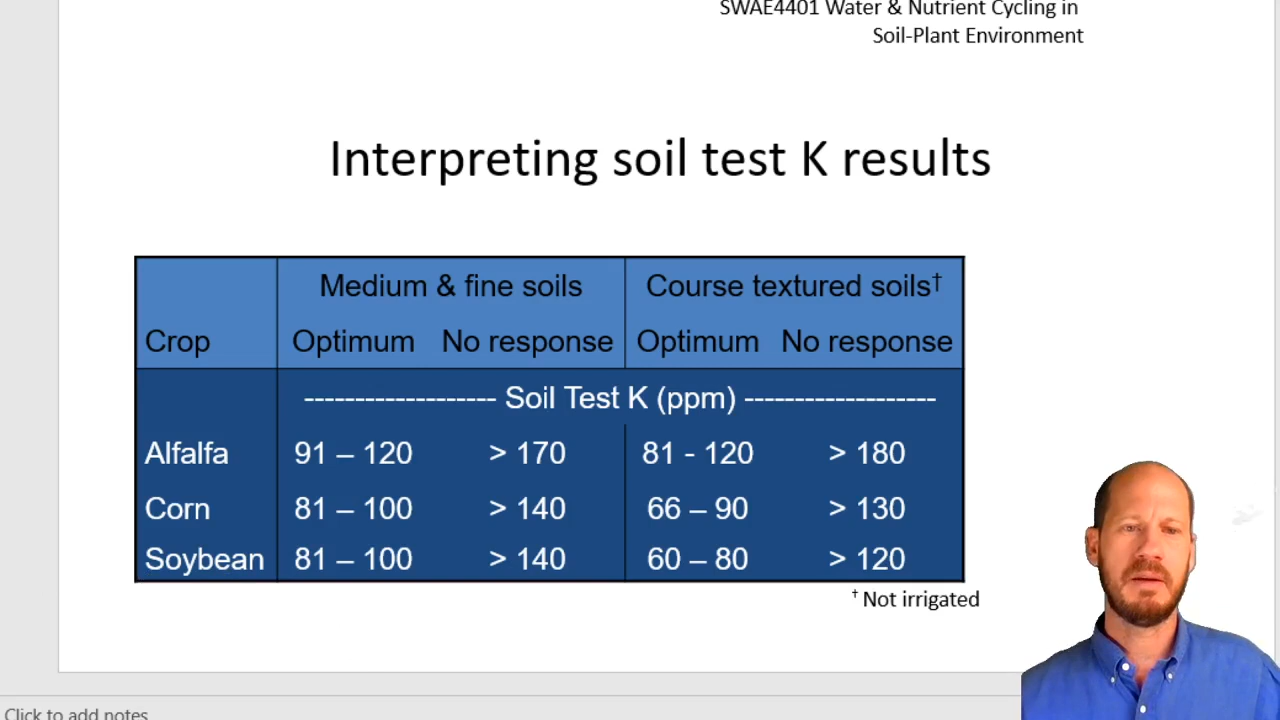 SWAE4401 Water & Nutrient Cycling in
Soil-Plant Environment
Interpreting soil test K results
Medium & fine soils Course textured soils†
Crop Optimum No response Optimum No response
------------------- Soil Test K (ppm) -------------------
Alfalfa 91 – 120 > 170 81 - 120 > 180
Corn 81 – 100 > 140 66 – 90 > 130
Soybean 81 – 100 > 140 60 – 80 > 120
† Not irrigated
Click to add notes